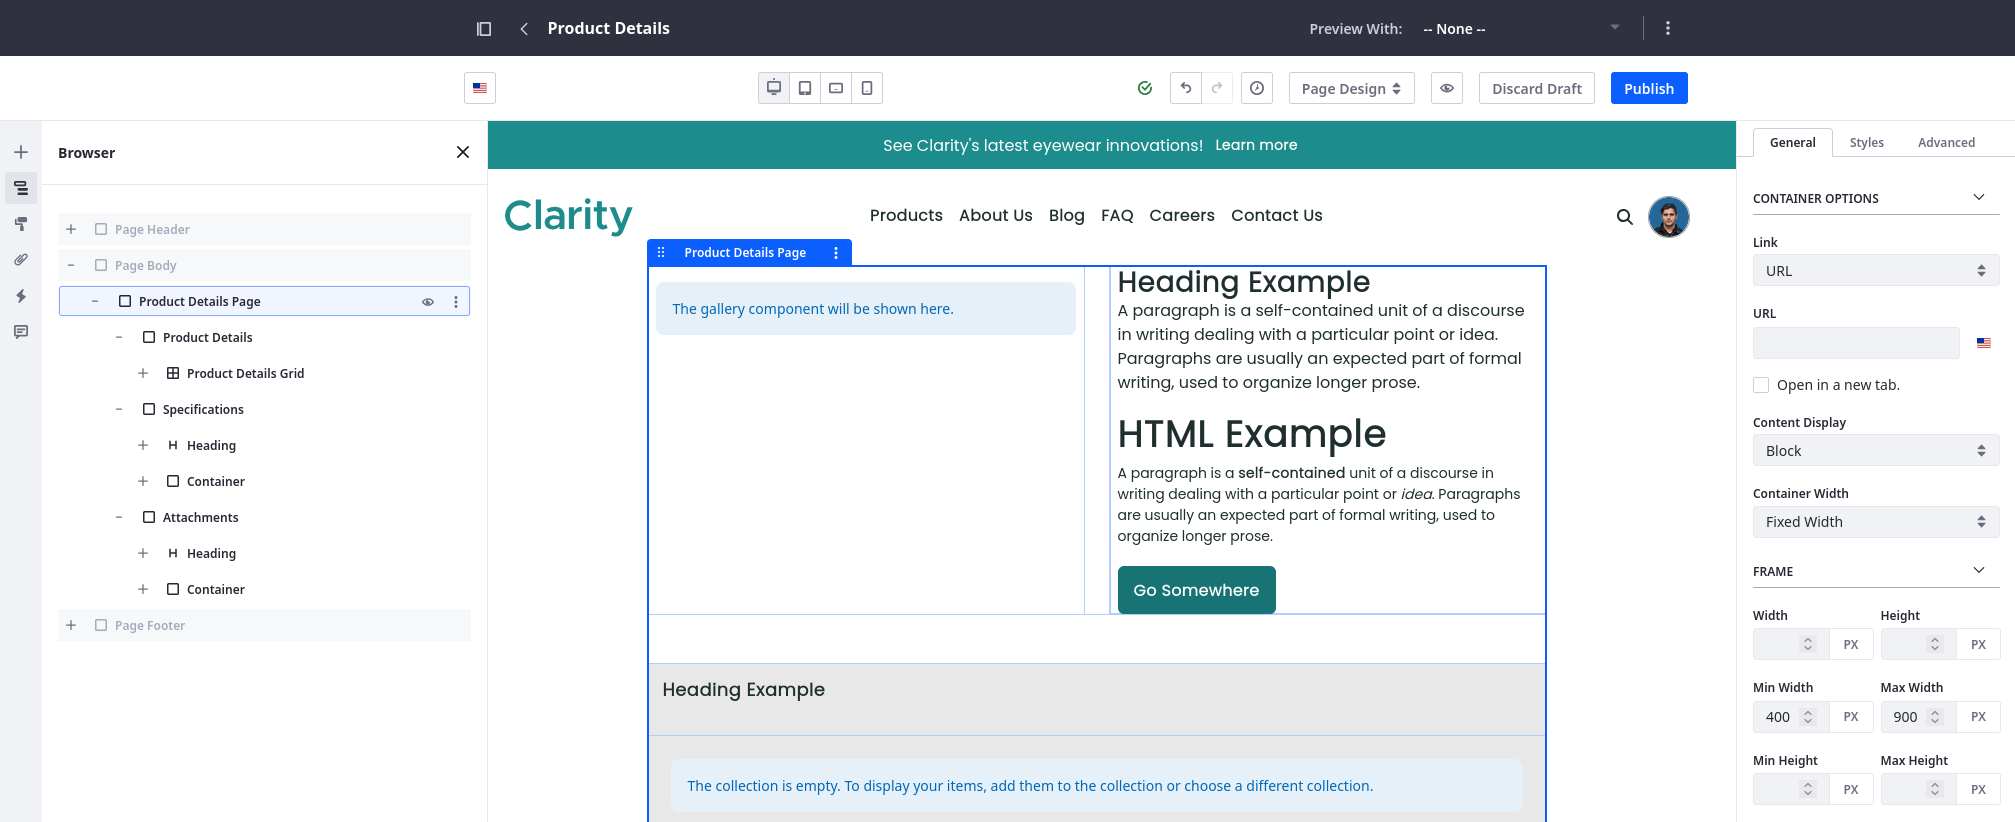 Product Details
Preview With:
-- None --
Page Design
Discard Draft
Publish
Browser
Page Header
Page Body
Product Details Page
Product Details
Product Details Grid
Specifications
H Heading
Container
Attachments
H Heading
Container
Page Footer
See Clarity's latest eyewear innovations! Learn more
Clarity
Products About Us Blog FAQ Careers Contact Us
Product Details Page
The gallery component will be shown here.
Heading Example
A paragraph is a self-contained unit of a discourse
in writing dealing with a particular point or idea.
Paragraphs are usually an expected part of formal
writing, used to organize longer prose.
HTML Example
A paragraph is a self-contained unit of a discourse in
writing dealing with a particular point or idea. Paragraphs
are usually an expected part of formal writing, used to
organize longer prose.
Go Somewhere
Heading Example
The collection is empty. To display your items, add them to the collection or choose a different collection.
General Styles Advanced
CONTAINER OPTIONS
Link
URL
URL
Open in a new tab.
Content Display
Block
Container Width
Fixed Width
FRAME
Width Height
PX PX
Min Width Max Width
400 PX 900 PX
Min Height Max Height
PX PX